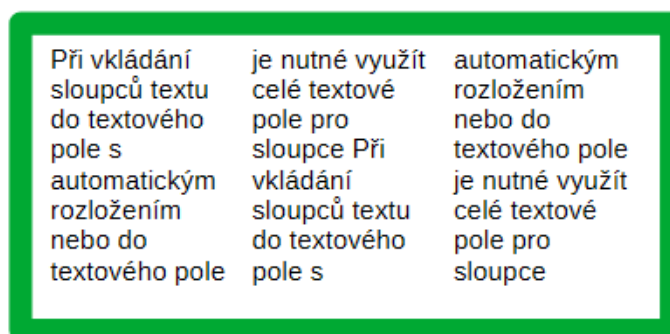 Při vkládání
sloupců textu
do textového
pole s
automatickým
rozložením
nebo do
textového pole
je nutné využít
celé textové
pole pro
sloupce Při
vkládání
sloupců textu
do textového
pole s
automatickým
rozložením
nebo do
textového pole
je nutné využít
celé textové
pole pro
sloupce